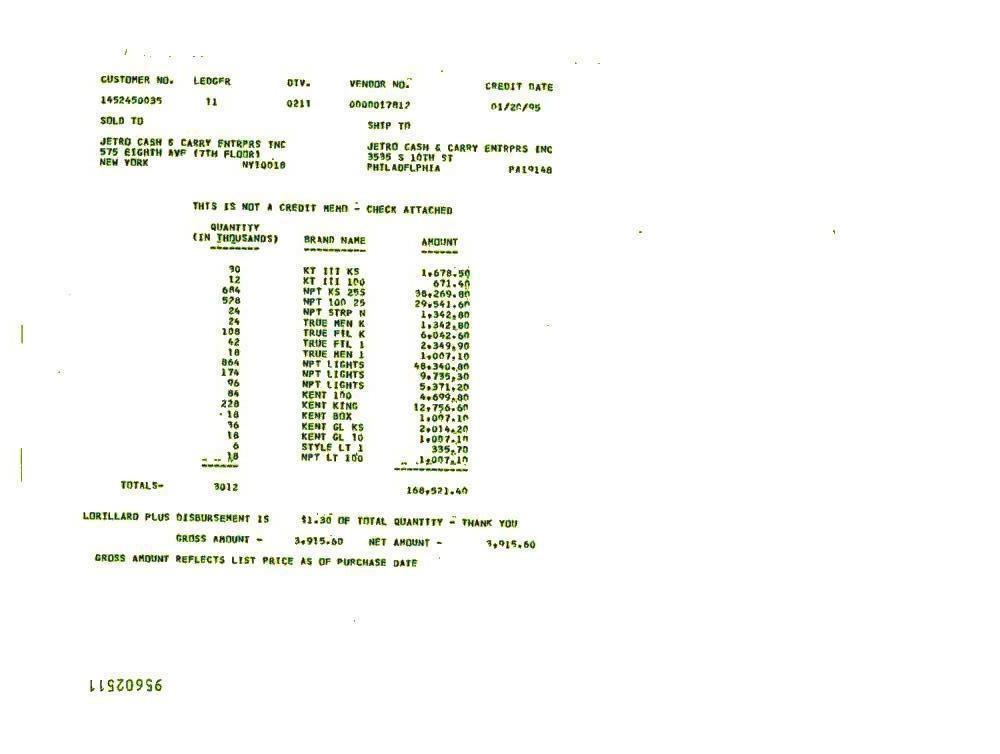 CUSTOMER NO. LEDGER DIV. VENDOR NO. CREDIT DATE
1452450035 11 0211 0000017812 01/20/95
SOLD TO SHIP TO
JETRO CASH & CARRY ENTRPRS INC JETRO CASH & CARRY ENTRPRS INC
575 EIGHTH AVE (7TH FLOOR) 3535 S 10TH ST
NEW YORK NY10018 PHILADELPHIA PA19148
THIS IS NOT A CREDIT MEMO - CHECK ATTACHED
QUANTITY
(IN THOUSANDS) BRAND NAME AMOUNT
30 KT III KS 1,678.50
12 KT III 100 671.40
684 NPT KS 25S 38,269.80
528 NPT 100 25 29,541.60
24 NPT STRP N 1,342.80
24 TRUE MEN K 1,342.80
108 TRUE FIL K 6,042.60
42 TRUE FIL 1 2,349.90
18 TRUE MEN 1 1,007.10
864 NPT LIGHTS 48,340.80
174 NPT LIGHTS 9,735.30
96 NPT LIGHTS 5,371.20
84 KENT 100 4,699.80
228 KENT KING 12,756.60
18 KENT BOX 1,007.10
36 KENT GL KS 2,014.20
18 KENT GL 10 1,007.10
6 STYLE LT 1 335.70
18 NPT LT 100 1,007.10
TOTALS- 3012 168,521.40
LORILLARD PLUS DISBURSEMENT IS $1.30 OF TOTAL QUANTITY - THANK YOU
GROSS AMOUNT - 3,915.60 NET AMOUNT - 3,915.60
GROSS AMOUNT REFLECTS LIST PRICE AS OF PURCHASE DATE
95602511